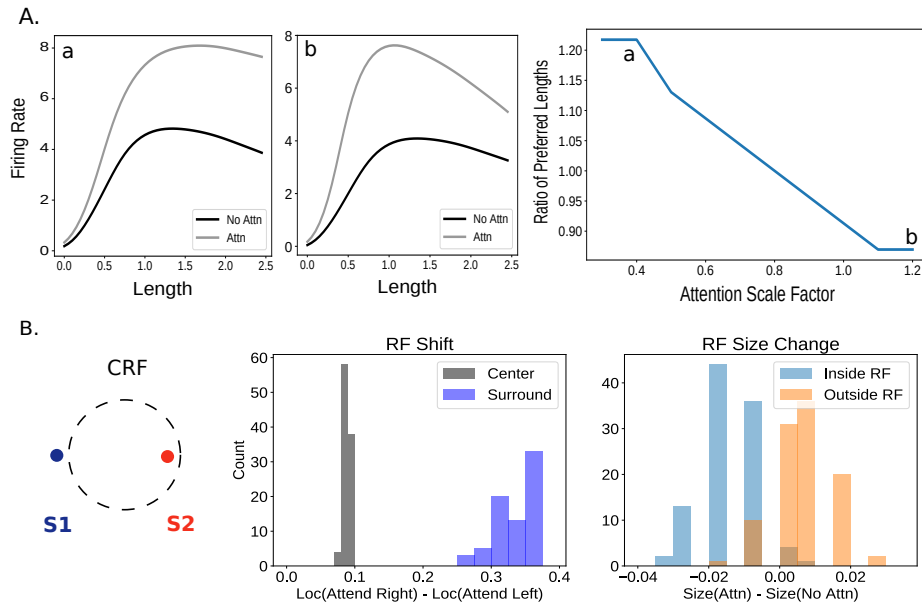 A.
a
Firing Rate
8
6
4
2
0
0.0 0.5 1.0 1.5 2.0 2.5
Length
No Attn
Attn
b
8
6
4
2
0
0.0 0.5 1.0 1.5 2.0 2.5
Length
No Attn
Attn
Ratio of Preferred Lengths
1.20
1.15
1.10
1.05
1.00
0.95
0.90
a
b
0.4 0.6 0.8 1.0 1.2
Attention Scale Factor
B.
CRF
S1
S2
RF Shift
Count
60
50
40
30
20
10
0
Center
Surround
0.0 0.1 0.2 0.3 0.4
Loc(Attend Right) - Loc(Attend Left)
RF Size Change
40
30
20
10
0
Inside RF
Outside RF
−0.04 −0.02 0.00 0.02
Size(Attn) - Size(No Attn)